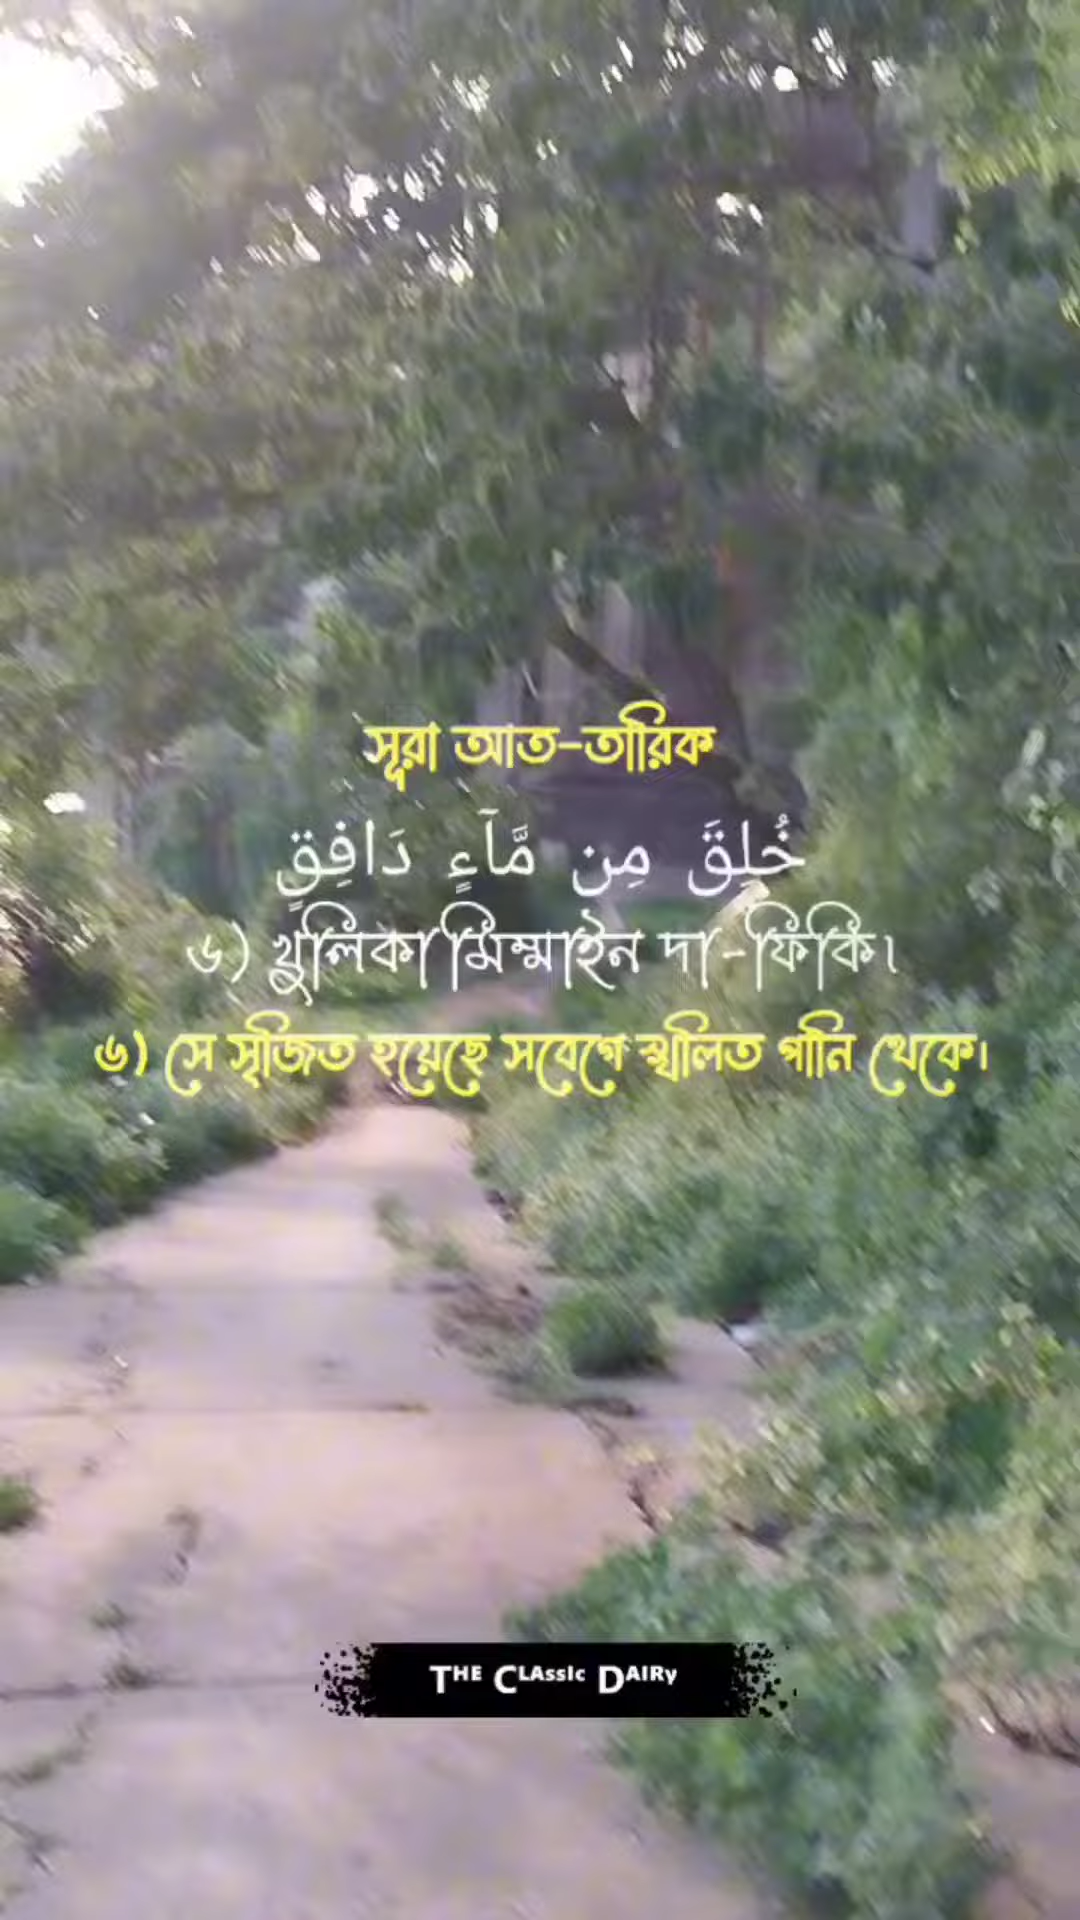 সূরা আত-তারিক
خُلِقَ مِن مَّآءٍ دَافِقٍ
৬) খুলিকা মিম্মাইন দা-ফিকি।
৬) সে সৃজিত হয়েছে সবেগে স্খলিত পানি থেকে।
THE CLASSIC DAIRY